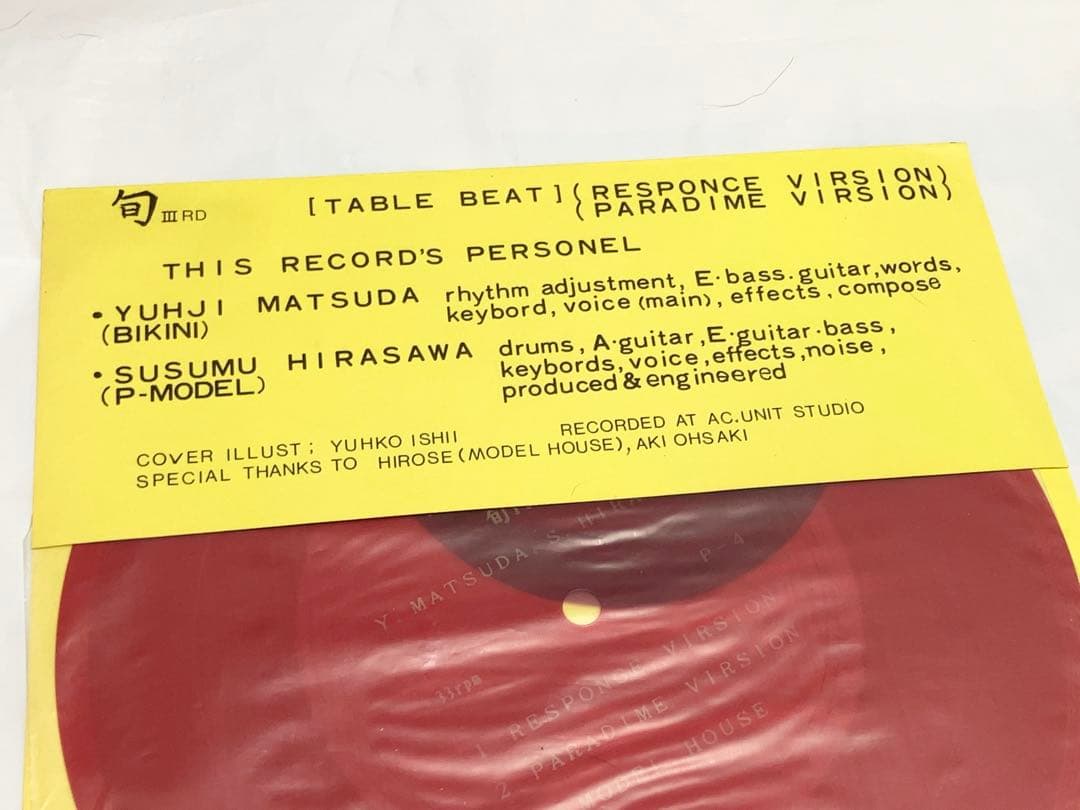 旬 III RD [TABLE BEAT] (RESPONCE VIRSION)
(PARADIME VIRSION)
THIS RECORD'S PERSONEL
• YUHJI MATSUDA rhythm adjustment, E·bass.guitar,words,
(BIKINI) keybord, voice (main), effects, compose
• SUSUMU HIRASAWA drums, A·guitar, E·guitar·bass,
(P-MODEL) keybords, voice, effects, noise,
produced & engineered
COVER ILLUST; YUHKO ISHII RECORDED AT AC.UNIT STUDIO
SPECIAL THANKS TO HIROSE (MODEL HOUSE), AKI OHSAKI
旬
Y. MATSUDA, S. HIRA
P-4
33rpm
1 RESPONCE VIRSION
2 PARADIME VIRSION
MODEL HOUSE